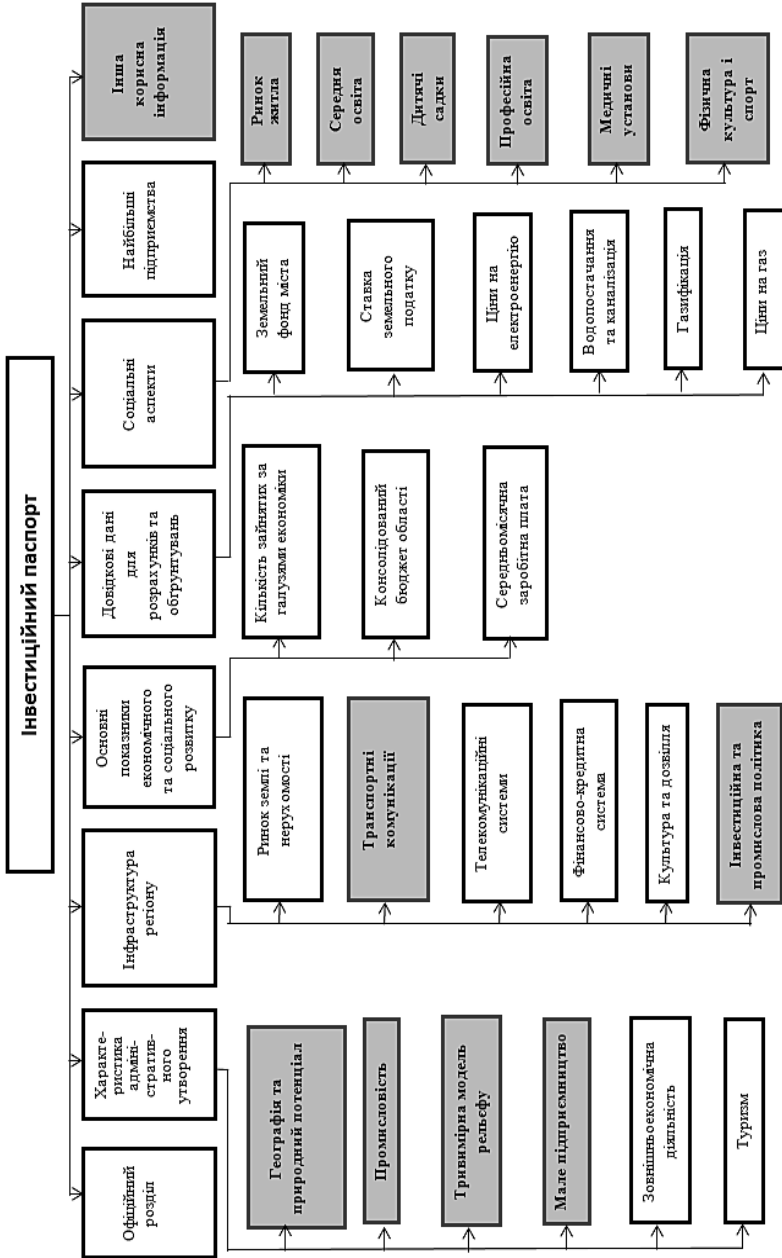 Інвестиційний паспорт
Офіційний
розділ
Характе-
ристика
адміні-
стратив-
ного
утворення
Інфраструктура
регіону
Основні
показники
економічного
та соціального
розвитку
Довідкові дані
для
розрахунків та
обґрунтувань
Соціальні
аспекти
Найбільші
підприємства
Інша
корисна
інформація
Географія та
природний потенціал
Промисловість
Тривимірна модель
рельєфу
Мале підприємництво
Зовнішньоекономічна
діяльність
Туризм
Ринок землі та
нерухомості
Транспортні
комунікації
Телекомунікаційні
системи
Фінансово-кредитна
система
Культура та дозвілля
Інвестиційна та
промислова політика
Кількість зайнятих за
галузями економіки
Консолідований
бюджет області
Середньомісячна
заробітна плата
Земельний
фонд міста
Ставка
земельного
податку
Ціни на
електроенергію
Водопостачання
та каналізація
Газифікація
Ціни на газ
Ринок
житла
Середня
освіта
Дитячі
садки
Професійна
освіта
Медичні
установи
Фізична
культура і
спорт